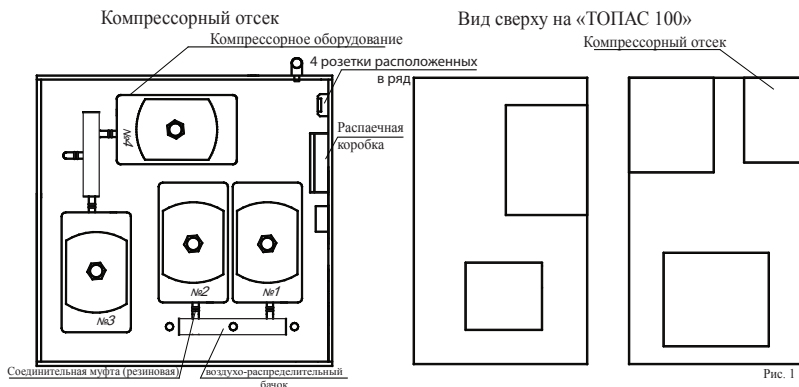 Компрессорный отсек
Вид сверху на «ТОПАС 100»
Компрессорное оборудование
Компрессорный отсек
4 розетки расположенных
в ряд
Распаечная
коробка
№4
№2
№1
№3
Соединительная муфта (резиновая)
воздухо-распределительный
бачок
Рис. 1